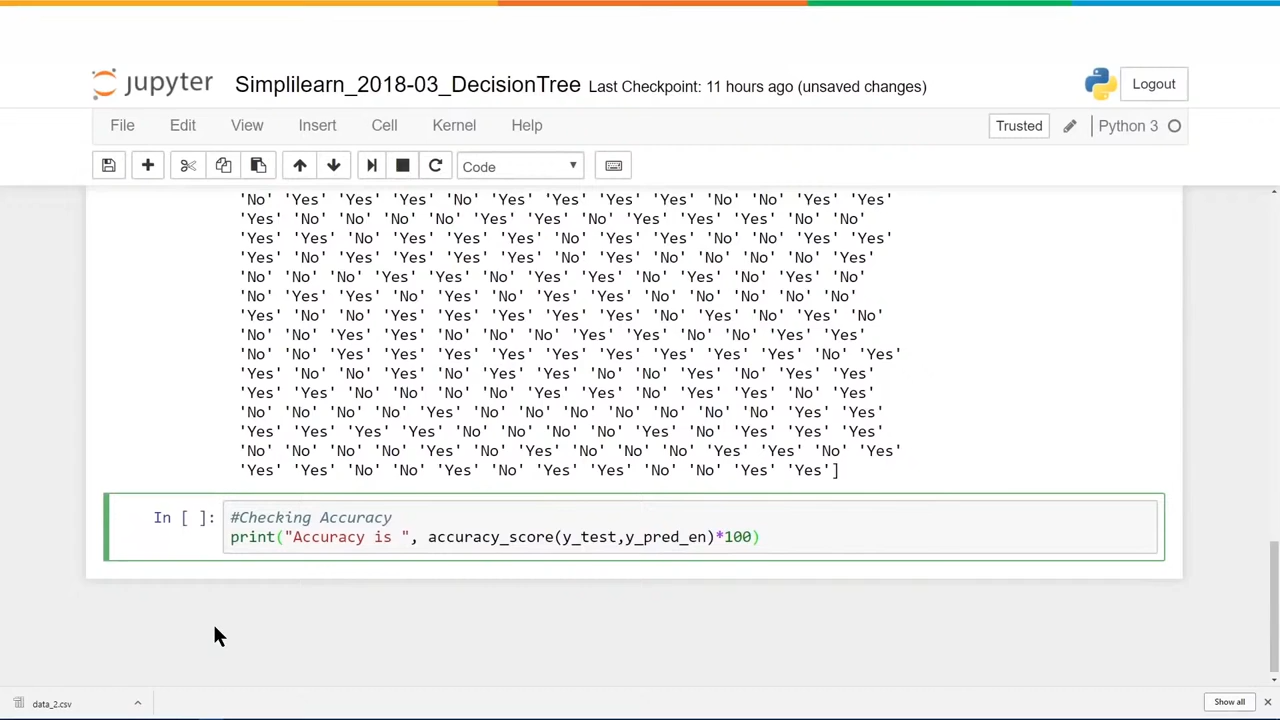 jupyter Simplilearn_2018-03_DecisionTree Last Checkpoint: 11 hours ago (unsaved changes) Logout
File Edit View Insert Cell Kernel Help Trusted Python 3
Code
'No' 'Yes' 'Yes' 'Yes' 'No' 'Yes' 'Yes' 'Yes' 'Yes' 'No' 'No' 'Yes' 'Yes'
'Yes' 'No' 'No' 'No' 'No' 'Yes' 'Yes' 'No' 'Yes' 'Yes' 'Yes' 'No' 'No'
'Yes' 'Yes' 'No' 'Yes' 'Yes' 'Yes' 'No' 'Yes' 'Yes' 'No' 'No' 'Yes' 'Yes'
'Yes' 'No' 'Yes' 'Yes' 'Yes' 'Yes' 'No' 'Yes' 'No' 'No' 'No' 'No' 'Yes'
'No' 'No' 'No' 'Yes' 'Yes' 'No' 'Yes' 'Yes' 'No' 'Yes' 'No' 'Yes' 'No'
'No' 'Yes' 'Yes' 'No' 'Yes' 'No' 'Yes' 'Yes' 'No' 'No' 'No' 'No' 'No'
'Yes' 'No' 'No' 'Yes' 'Yes' 'Yes' 'Yes' 'Yes' 'No' 'Yes' 'No' 'Yes' 'No'
'No' 'No' 'Yes' 'Yes' 'No' 'No' 'No' 'Yes' 'Yes' 'No' 'No' 'Yes' 'Yes'
'No' 'No' 'Yes' 'Yes' 'Yes' 'Yes' 'Yes' 'Yes' 'Yes' 'Yes' 'Yes' 'No' 'Yes'
'Yes' 'No' 'No' 'Yes' 'No' 'Yes' 'No' 'Yes' 'No' 'No' 'No' 'Yes' 'Yes'
'Yes' 'Yes' 'No' 'No' 'No' 'No' 'Yes' 'Yes' 'No' 'Yes' 'Yes' 'No' 'Yes'
'No' 'No' 'No' 'No' 'Yes' 'No' 'No' 'No' 'No' 'No' 'No' 'No' 'Yes' 'Yes'
'Yes' 'Yes' 'Yes' 'Yes' 'No' 'No' 'No' 'No' 'Yes' 'No' 'Yes' 'Yes' 'Yes'
'No' 'No' 'No' 'No' 'Yes' 'No' 'Yes' 'No' 'No' 'No' 'Yes' 'Yes' 'No' 'Yes'
'Yes' 'Yes' 'No' 'No' 'Yes' 'No' 'Yes' 'Yes' 'No' 'No' 'Yes' 'Yes']
In [ ]: #Checking Accuracy
print("Accuracy is ", accuracy_score(y_test,y_pred_en)*100)
data_2.csv Show all